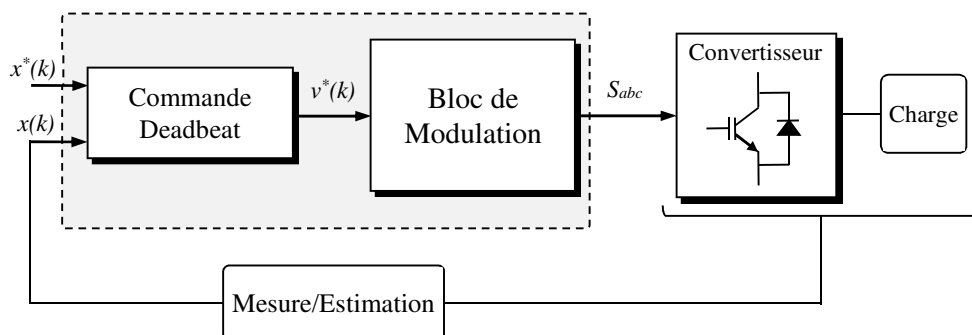 x*(k)
x(k)
Commande
Deadbeat
v*(k)
Bloc de
Modulation
Sabc
Convertisseur
Charge
Mesure/Estimation